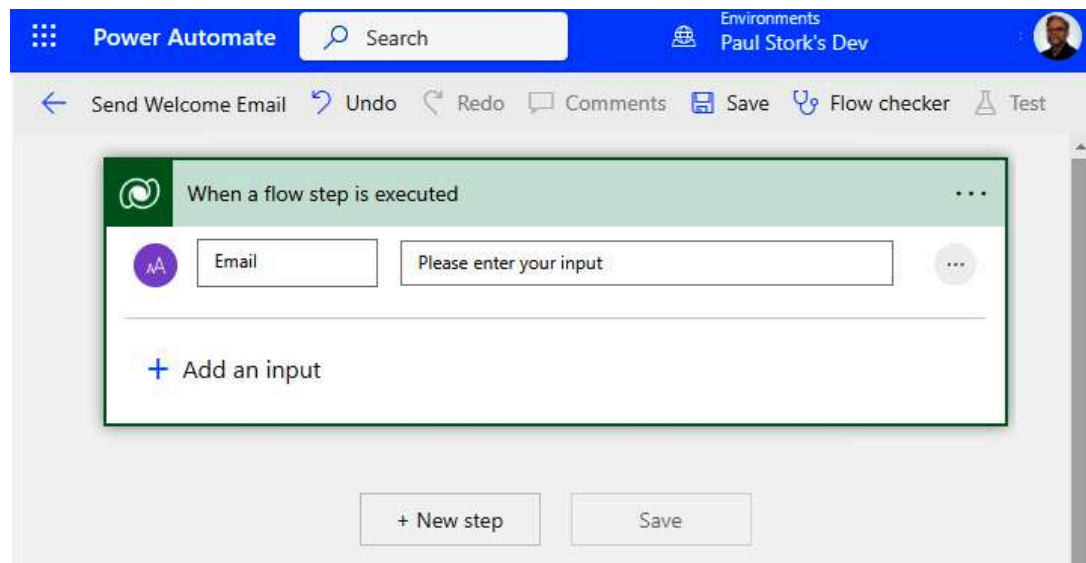 Power Automate
Search
Environments
Paul Stork's Dev
Send Welcome Email
Undo
Redo
Comments
Save
Flow checker
Test
When a flow step is executed
...
AA
Email
Please enter your input
...
+ Add an input
+ New step
Save